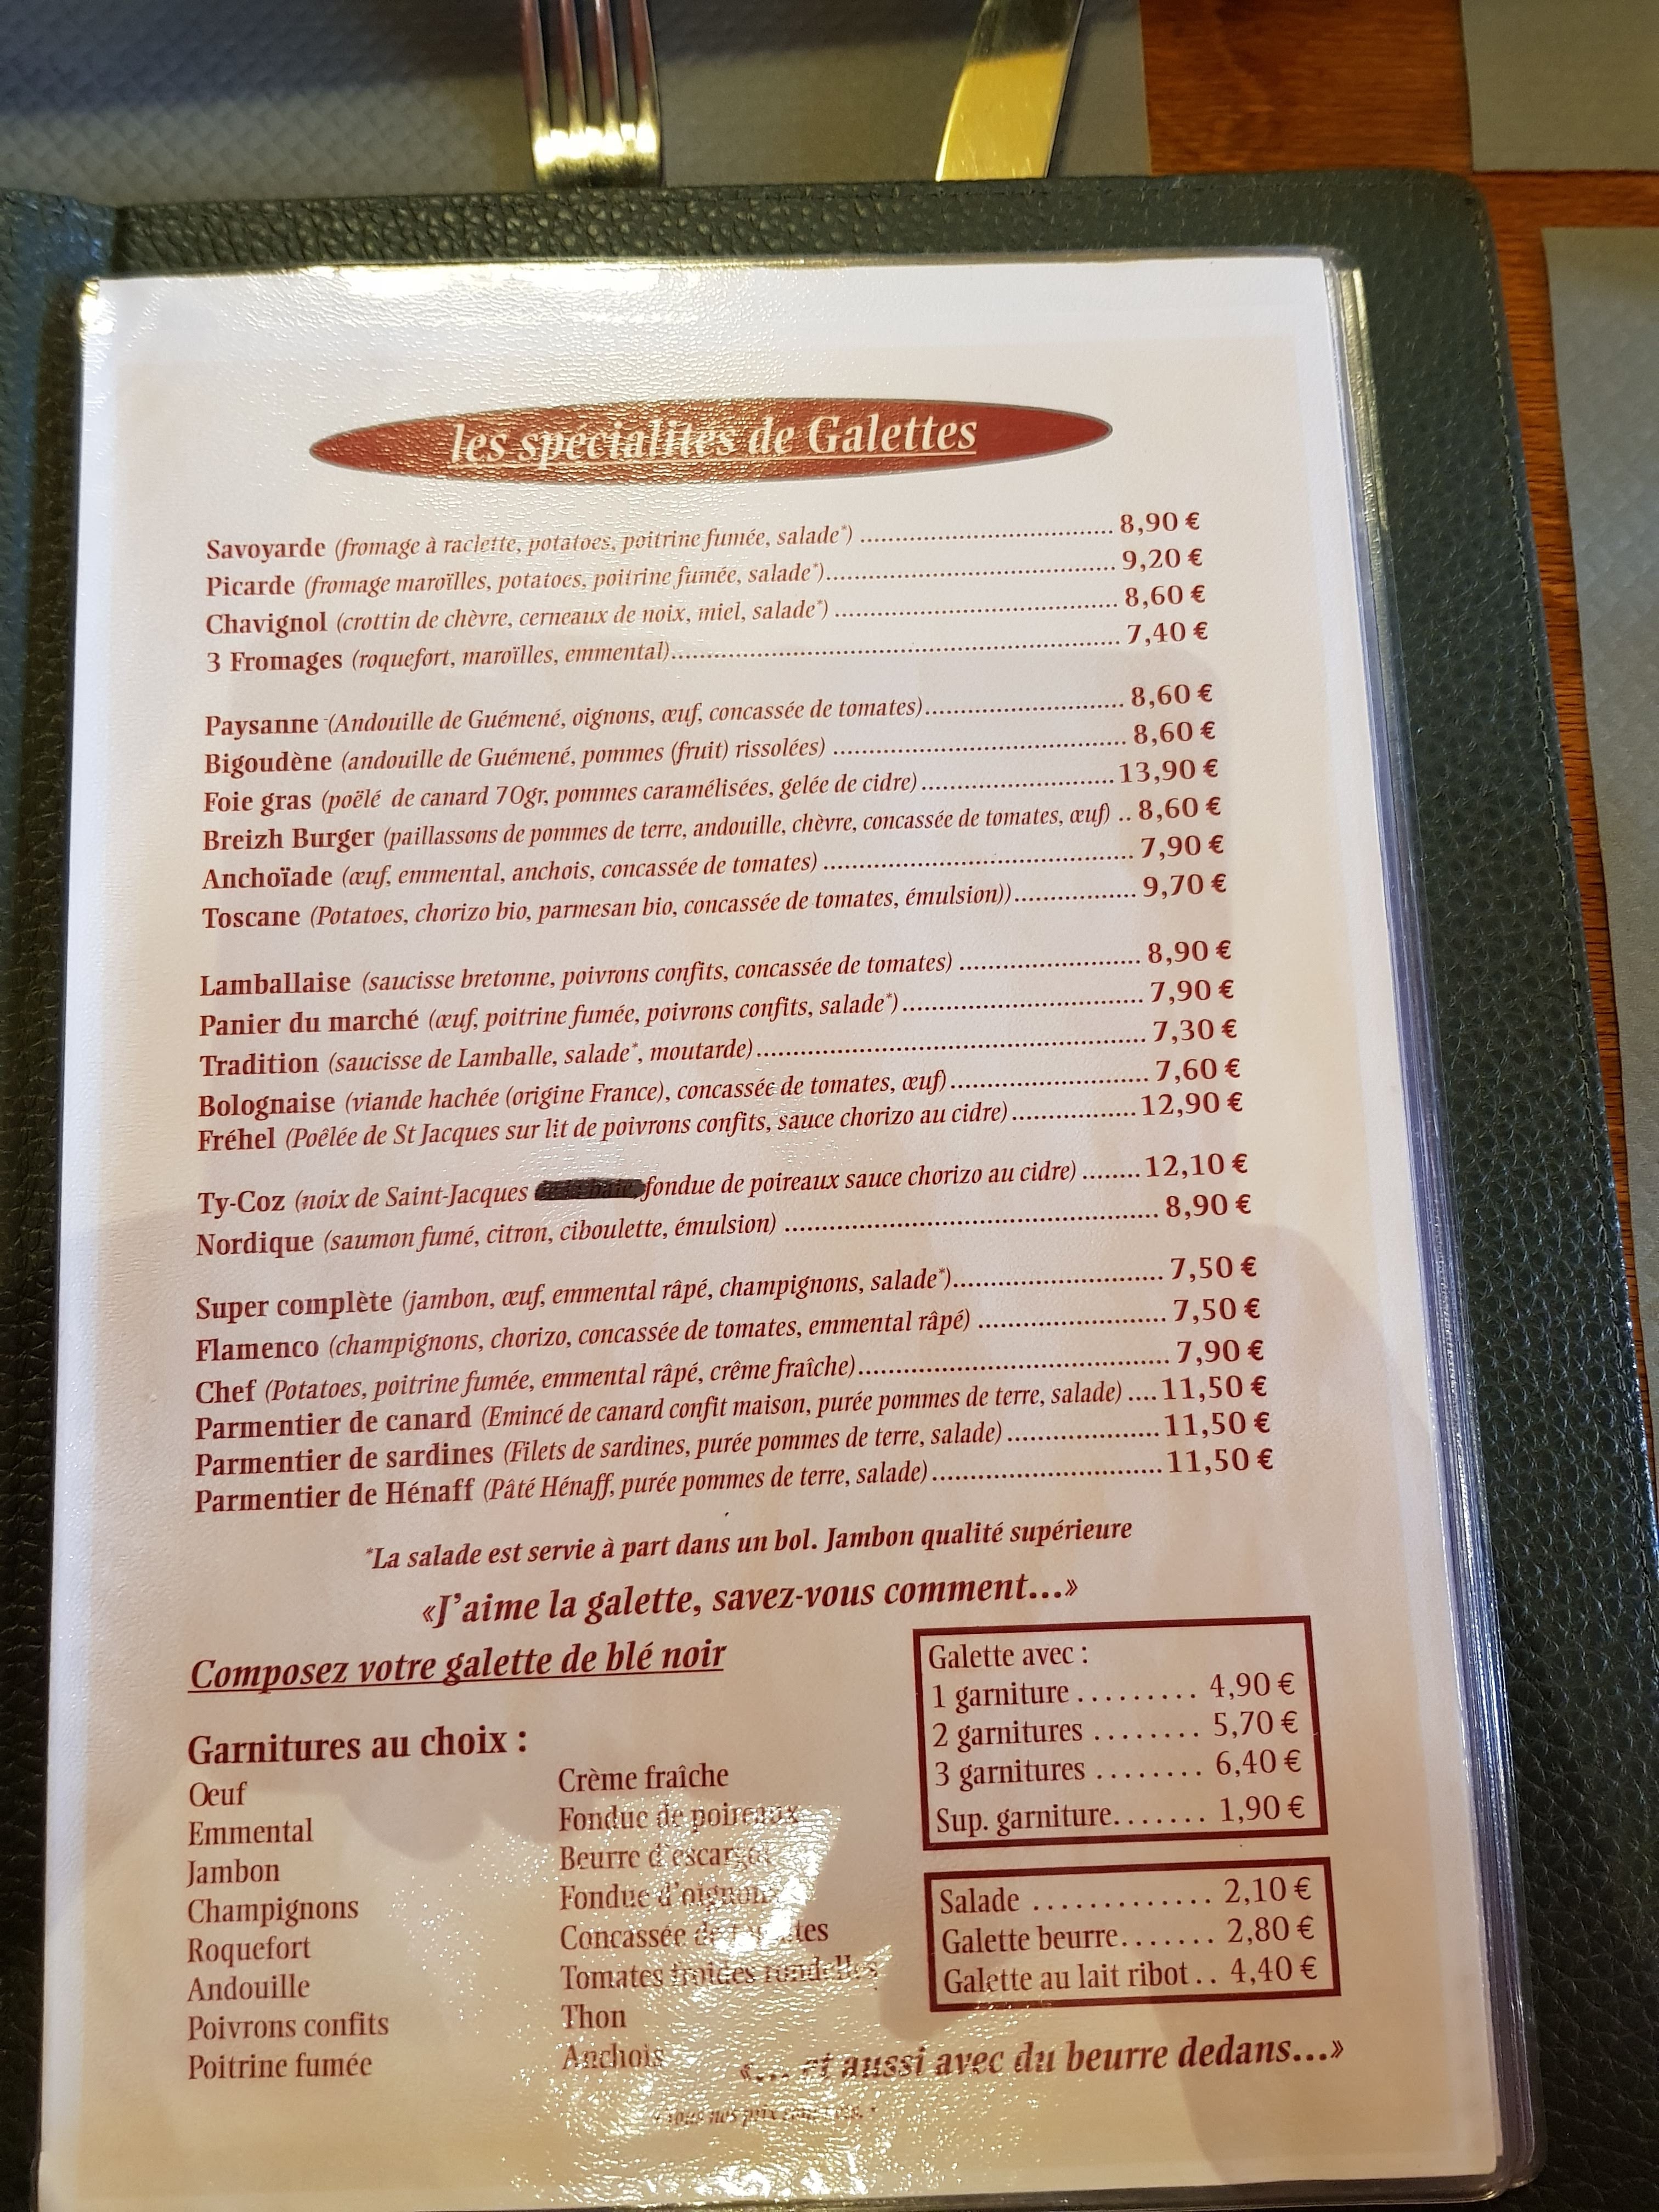 les spécialités de Galettes
Savoyarde (fromage à raclette, potatoes, poitrine fumée, salade*) .......... 8,90 €
Picarde (fromage maroïlles, potatoes, poitrine fumée, salade*).......... 9,20 €
Chavignol (crottin de chèvre, cerneaux de noix, miel, salade*) .......... 8,60 €
3 Fromages (roquefort, maroïlles, emmental).......... 7,40 €
Paysanne (Andouille de Guémené, oignons, œuf, concassée de tomates).......... 8,60 €
Bigoudène (andouille de Guémené, pommes (fruit) rissolées) .......... 8,60 €
Foie gras (poëlé de canard 70gr, pommes caramélisées, gelée de cidre).......... 13,90 €
Breizh Burger (paillassons de pommes de terre, andouille, chèvre, concassée de tomates, œuf) .. 8,60 €
Anchoïade (œuf, emmental, anchois, concassée de tomates) .......... 7,90 €
Toscane (Potatoes, chorizo bio, parmesan bio, concassée de tomates, émulsion)).......... 9,70 €
Lamballaise (saucisse bretonne, poivrons confits, concassée de tomates) .......... 8,90 €
Panier du marché (œuf, poitrine fumée, poivrons confits, salade*).......... 7,90 €
Tradition (saucisse de Lamballe, salade*, moutarde).......... 7,30 €
Bolognaise (viande hachée (origine France), concassée de tomates, œuf).......... 7,60 €
Fréhel (Poêlée de St Jacques sur lit de poivrons confits, sauce chorizo au cidre).......... 12,90 €
Ty-Coz (noix de Saint-Jacques fondue de poireaux sauce chorizo au cidre) ........ 12,10 €
Nordique (saumon fumé, citron, ciboulette, émulsion) .......... 8,90 €
Super complète (jambon, œuf, emmental râpé, champignons, salade*).......... 7,50 €
Flamenco (champignons, chorizo, concassée de tomates, emmental râpé) .......... 7,50 €
Chef (Potatoes, poitrine fumée, emmental râpé, crême fraîche).......... 7,90 €
Parmentier de canard (Emincé de canard confit maison, purée pommes de terre, salade) .... 11,50 €
Parmentier de sardines (Filets de sardines, purée pommes de terre, salade) .......... 11,50 €
Parmentier de Hénaff (Pâté Hénaff, purée pommes de terre, salade).......... 11,50 €
*La salade est servie à part dans un bol. Jambon qualité supérieure
«J'aime la galette, savez-vous comment...»
Composez votre galette de blé noir
Garnitures au choix :
Oeuf
Emmental
Jambon
Champignons
Roquefort
Andouille
Poivrons confits
Poitrine fumée
Crème fraîche
Fondue de poireaux
Beurre d'escargot
Fondue d'oignons
Concassée de tomates
Tomates froides rondelles
Thon
Anchois
Galette avec :
1 garniture ......... 4,90 €
2 garnitures ........ 5,70 €
3 garnitures ........ 6,40 €
Sup. garniture....... 1,90 €
Salade ............. 2,10 €
Galette beurre....... 2,80 €
Galette au lait ribot .. 4,40 €
«... et aussi avec du beurre dedans...»
nos prix